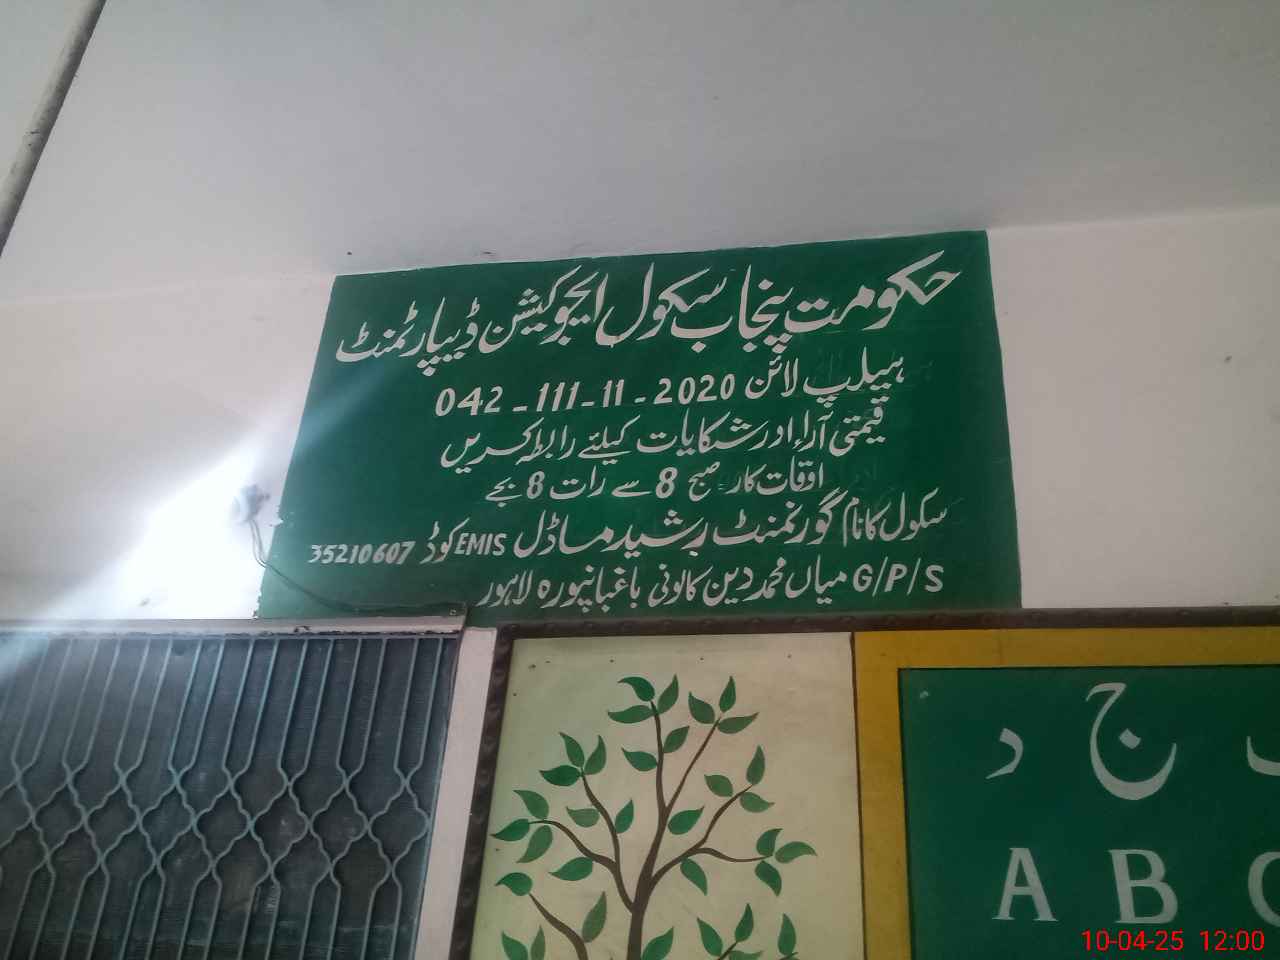 حکومت پنجاب سکول ایجوکیشن ڈیپارٹمنٹ
ہیلپ لائن 042-111-11-2020
قیمتی آراء اور شکایات کیلئے رابطہ کریں
اوقات کار: صبح 8 سے رات 8 بجے
سکول کا نام گورنمنٹ رشید ماڈل EMIS کوڈ 35210607
G/P/S میاں محمد دین کالونی باغبانپورہ لاہور
ج د
A B
10-04-25 12:00